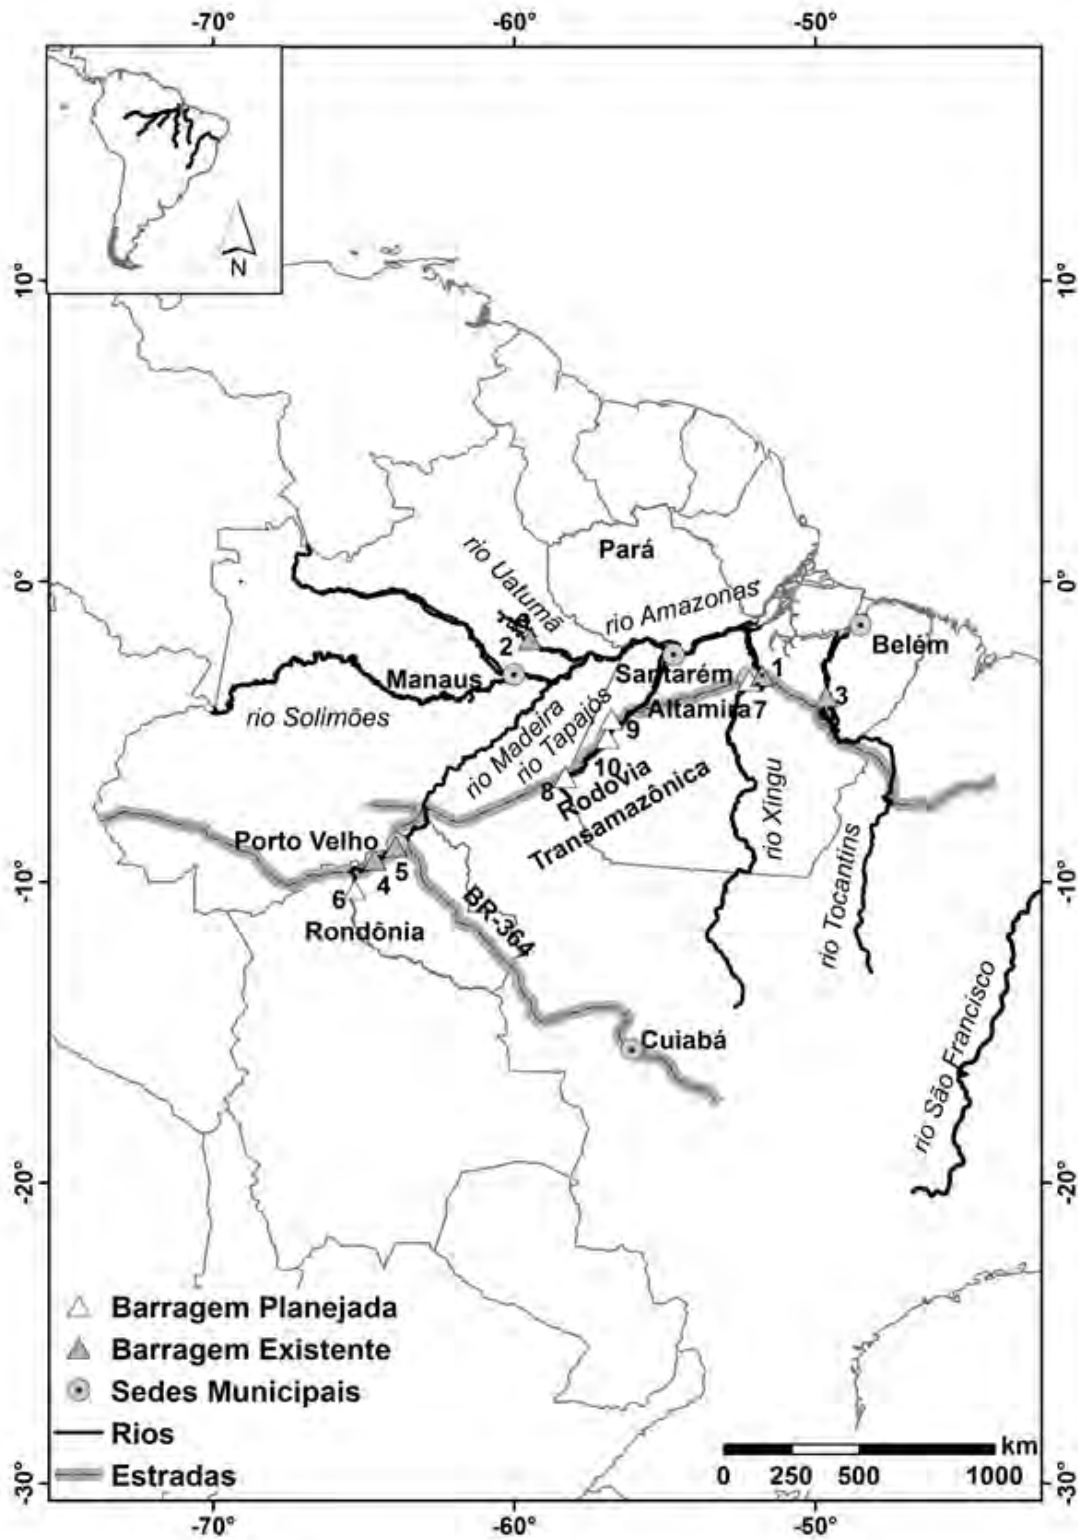 -70° -60° -50°
N
10° 10°
Pará
rio Uatumã
rio Amazonas
0° 0°
2
Belém
Santarém
1
Manaus
3
Altamira 7
rio Solimões
rio Madeira
rio Tapajós
9
10
8
Rodovia
Transamazônica
rio Xingu
Porto Velho
5
4
6
-10° -10°
BR-364
rio Tocantins
Rondônia
rio São Francisco
Cuiabá
-20° -20°
Barragem Planejada
Barragem Existente
Sedes Municipais
Rios
Estradas
km
0 250 500 1000
-30° -30°
-70° -60° -50°